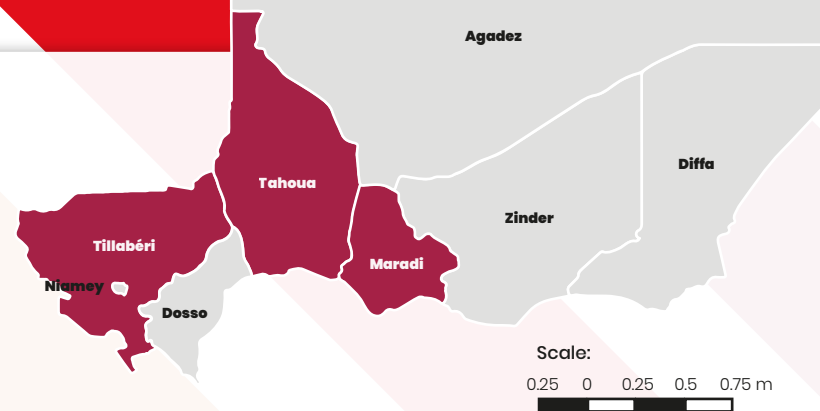 Agadez
Diffa
Tahoua
Zinder
Tillabéri
Maradi
Niamey
Dosso
Scale:
0.25 0 0.25 0.5 0.75 m